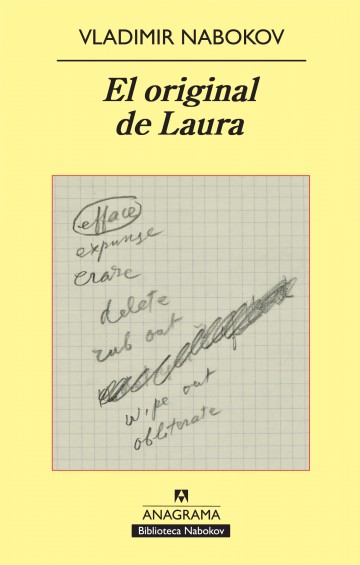 VLADIMIR NABOKOV
El original
de Laura
efface
expunge
erase
delete
rub out
wipe out
obliterate
ANAGRAMA
Biblioteca Nabokov